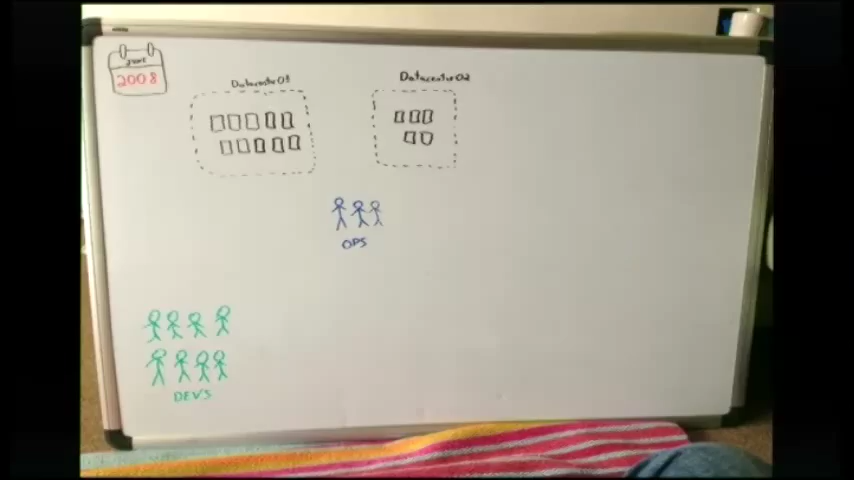 JUNE
2008
Datacenter01
Datacenter02
OPS
DEVS